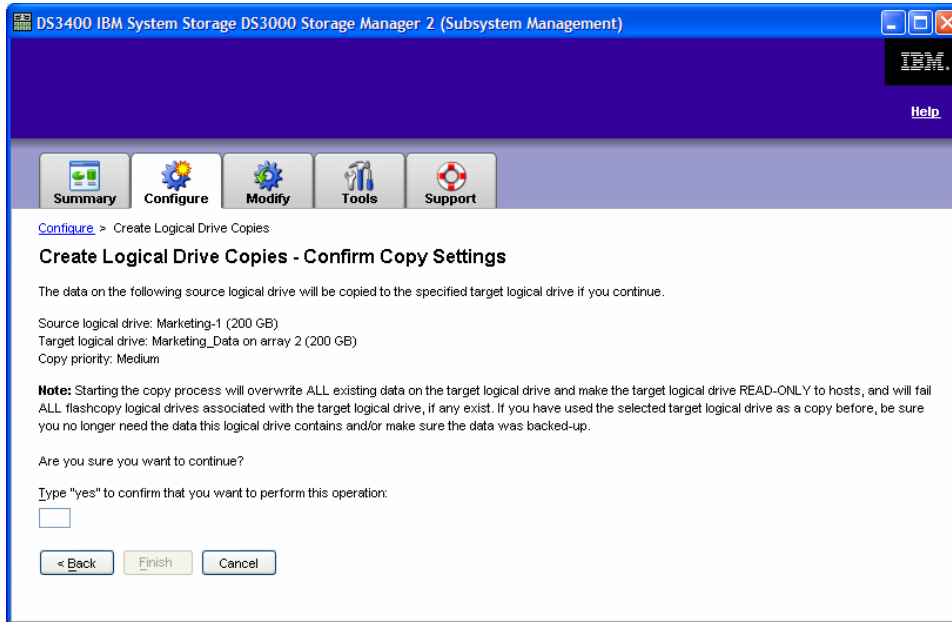 DS3400 IBM System Storage DS3000 Storage Manager 2 (Subsystem Management)
IBM.
Help
Summary
Configure
Modify
Tools
Support
Configure > Create Logical Drive Copies
Create Logical Drive Copies - Confirm Copy Settings
The data on the following source logical drive will be copied to the specified target logical drive if you continue.
Source logical drive: Marketing-1 (200 GB)
Target logical drive: Marketing_Data on array 2 (200 GB)
Copy priority: Medium
Note: Starting the copy process will overwrite ALL existing data on the target logical drive and make the target logical drive READ-ONLY to hosts, and will fail
ALL flashcopy logical drives associated with the target logical drive, if any exist. If you have used the selected target logical drive as a copy before, be sure
you no longer need the data this logical drive contains and/or make sure the data was backed-up.
Are you sure you want to continue?
Type "yes" to confirm that you want to perform this operation:
< Back
Finish
Cancel